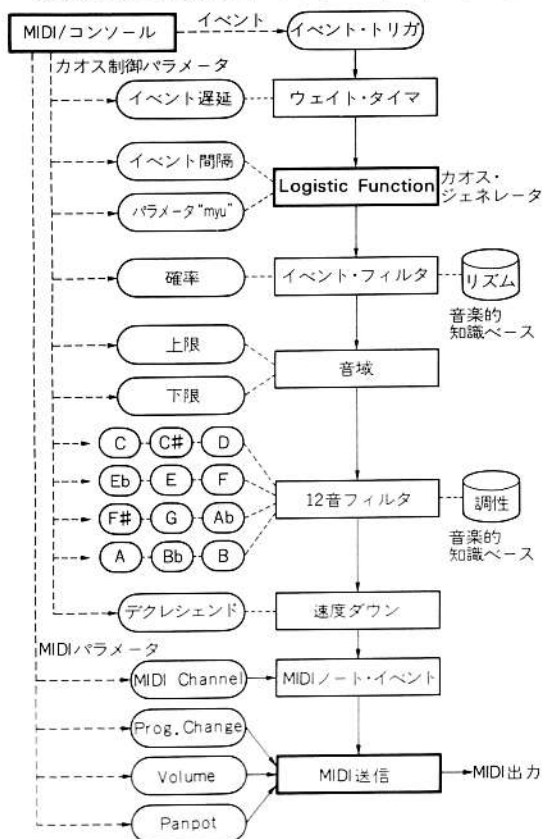 イベント
MIDI/コンソール
イベント・トリガ
カオス制御パラメータ
イベント遅延
ウェイト・タイマ
イベント間隔
Logistic Function
カオス・
ジェネレータ
パラメータ“myu”
確率
イベント・フィルタ
リズム
音楽的
知識ベース
上限
音域
下限
C C# D
Eb E F
12音フィルタ
調性
F# G Ab
音楽的
知識ベース
A Bb B
デクレシェンド
速度ダウン
MIDIパラメータ
MIDI Channel
MIDIノート・イベント
Prog.Change
Volume
MIDI送信
MIDI出力
Panpot